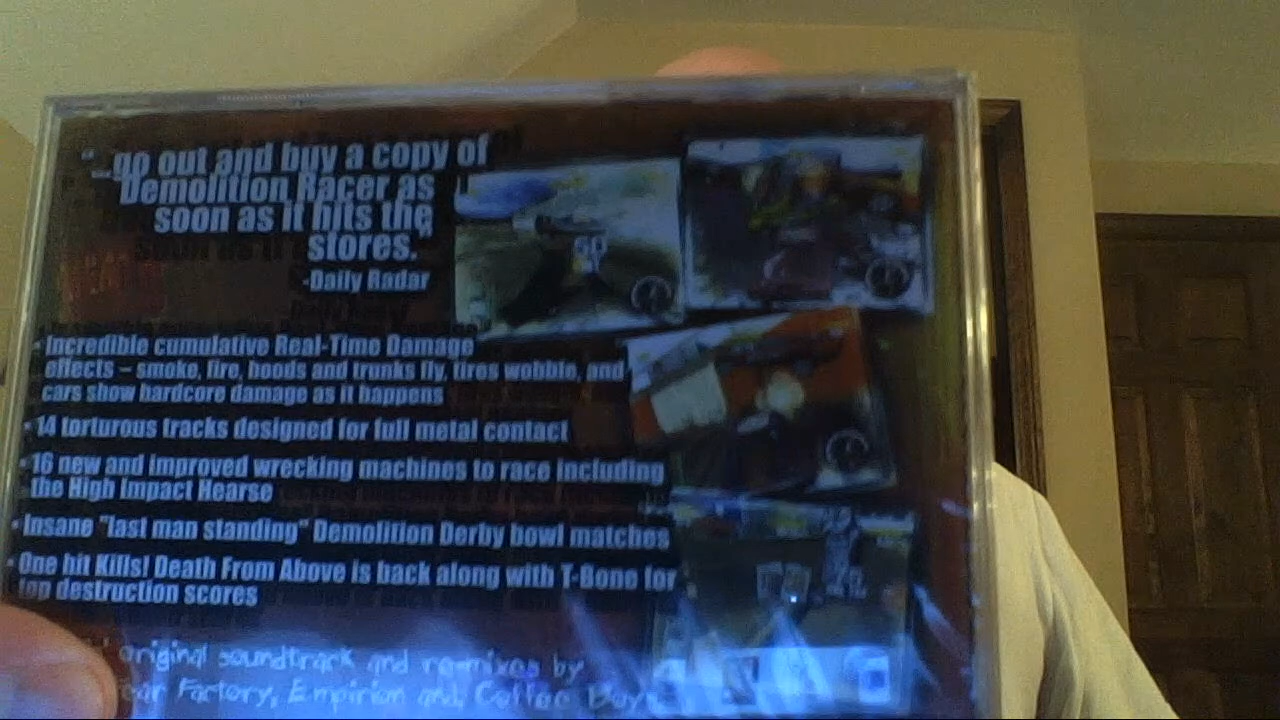 "...go out and buy a copy of
Demolition Racer as
soon as it hits the
stores."
-Daily Radar
• Incredible cumulative Real-Time Damage
effects – smoke, fire, hoods and trunks fly, tires wobble, and
cars show hardcore damage as it happens
• 14 torturous tracks designed for full metal contact
• 16 new and improved wrecking machines to race including
the High Impact Hearse
• Insane "last man standing" Demolition Derby bowl matches
• One hit Kills! Death From Above is back along with T-Bone for
top destruction scores
original soundtrack and re-mixes by
Factory, Empirion and Coffee Boys